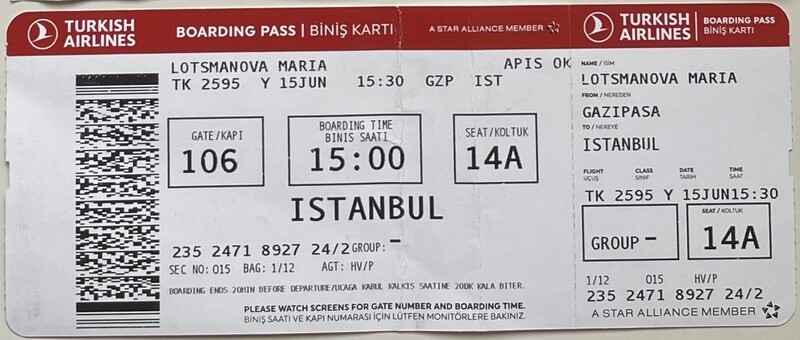 TURKISH AIRLINES
BOARDING PASS | BİNİŞ KARTI
A STAR ALLIANCE MEMBER
LOTSMANOVA MARIA APIS OK
TK 2595 Y 15JUN 15:30 GZP IST
GATE/KAPI
106
BOARDING TIME
BINIS SAATI
15:00
SEAT/KOLTUK
14A
ISTANBUL
235 2471 8927 24/2 GROUP: –
SEC NO: 015 BAG: 1/12 AGT: HV/P
BOARDING ENDS 20MIN BEFORE DEPARTURE/UCAGA KABUL KALKIS SAATINE 20DK KALA BITER.
PLEASE WATCH SCREENS FOR GATE NUMBER AND BOARDING TIME.
BİNİŞ SAATİ VE KAPI NUMARASI İÇİN LÜTFEN MONİTÖRLERE BAKINIZ.
TURKISH AIRLINES
BOARDING PASS
BİNİŞ KARTI
NAME / İSİM
LOTSMANOVA MARIA
FROM / NEREDEN
GAZIPASA
TO / NEREYE
ISTANBUL
FLIGHT CLASS DATE TIME
UÇUŞ SINIF TARİH SAAT
TK 2595 Y 15JUN15:30
GROUP –
SEAT / KOLTUK
14A
1/12 015 HV/P
235 2471 8927 24/2
A STAR ALLIANCE MEMBER